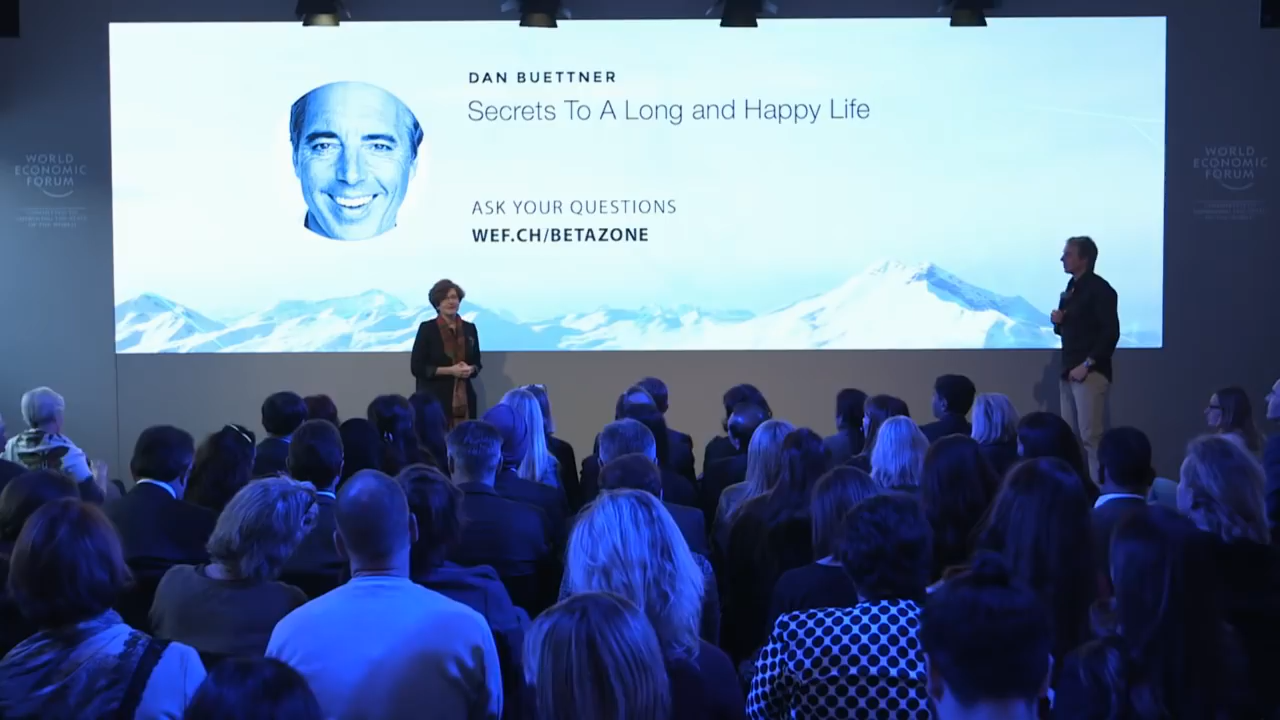 DAN BUETTNER
Secrets To A Long and Happy Life
ASK YOUR QUESTIONS
WEF.CH/BETAZONE
WORLD
ECONOMIC
FORUM
WORLD
ECONOMIC
FORUM